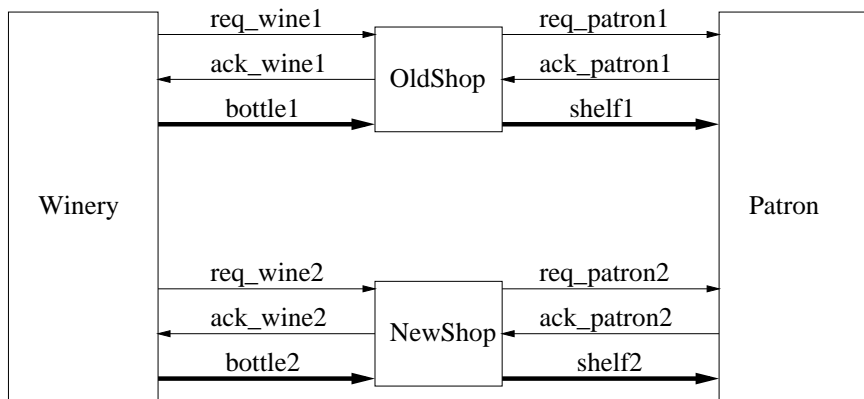 req_wine1
req_patron1
ack_wine1
ack_patron1
OldShop
bottle1
shelf1
Winery
Patron
req_wine2
req_patron2
ack_wine2
ack_patron2
NewShop
bottle2
shelf2